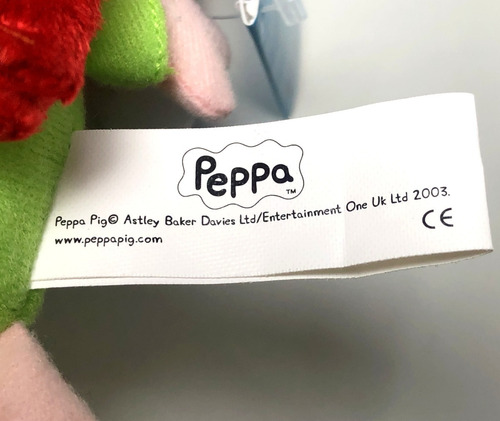 Peppa
TM
Peppa Pig© Astley Baker Davies Ltd/Entertainment One Uk Ltd 2003.
www.peppapig.com
CE